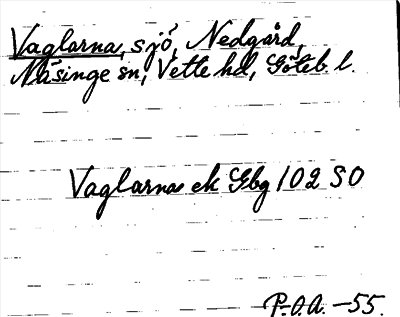 Vaglarna, sjö, Nedgård,
Näsinge sn, Vette hd, Göteb. l.
Vaglarna ek Gbg 102 SO
P.O.A. -55.